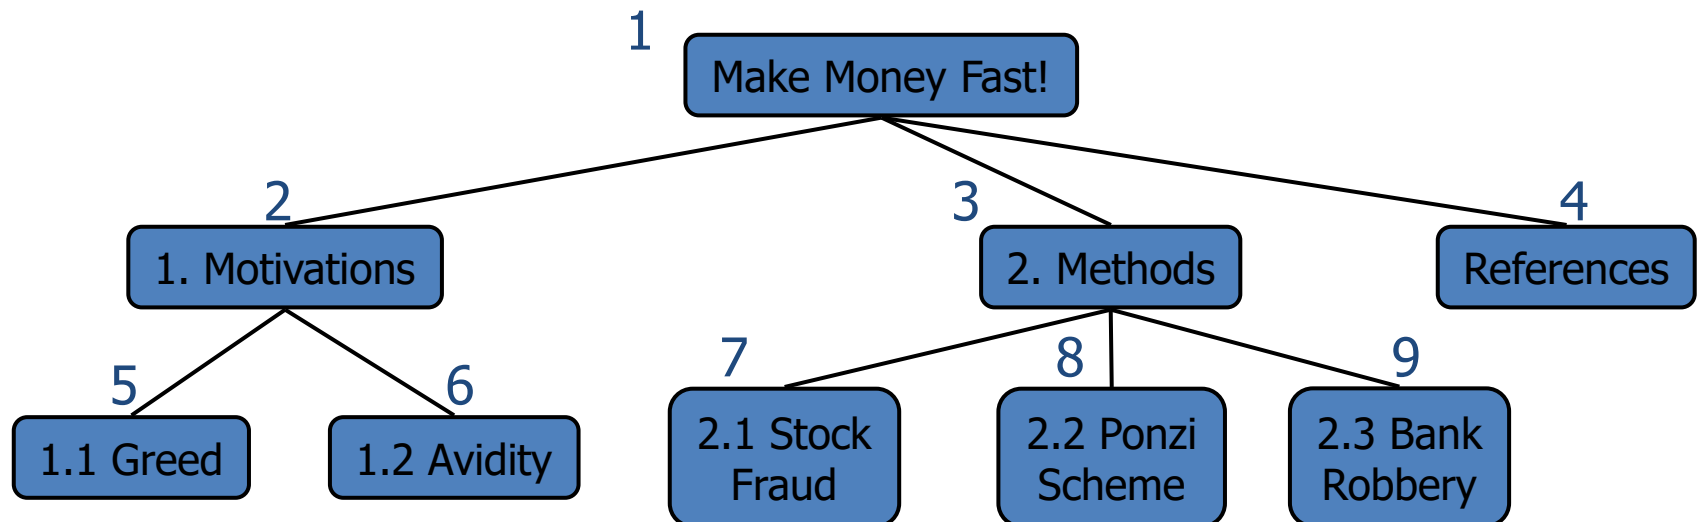 1
Make Money Fast!
2
3
4
1. Motivations
2. Methods
References
5
6
7
8
9
1.1 Greed
1.2 Avidity
2.1 Stock
Fraud
2.2 Ponzi
Scheme
2.3 Bank
Robbery